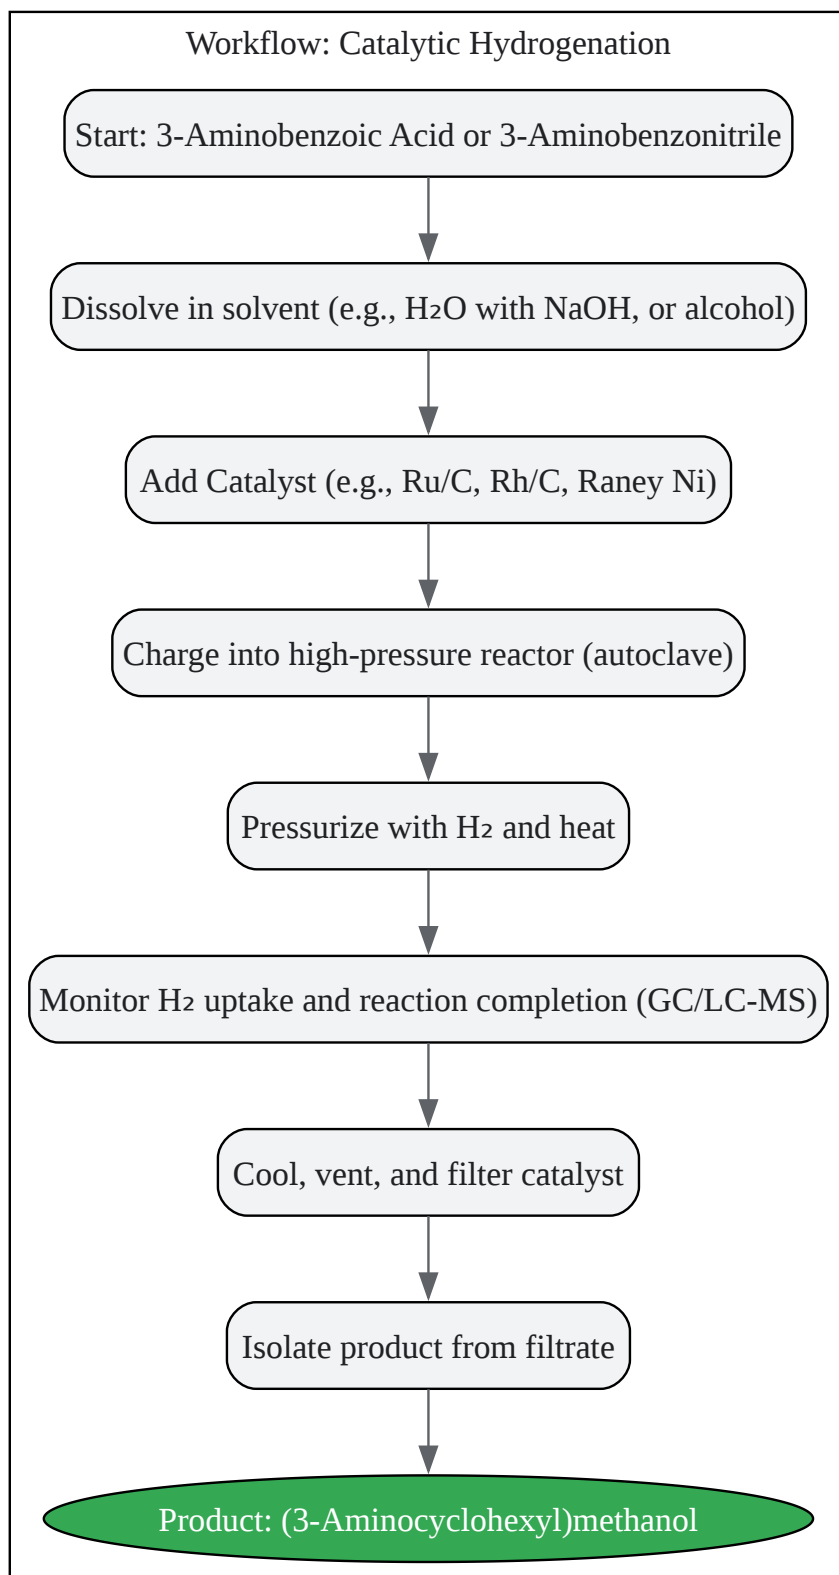 Workflow: Catalytic Hydrogenation
Start: 3-Aminobenzoic Acid or 3-Aminobenzonitrile
Dissolve in solvent (e.g., H₂O with NaOH, or alcohol)
Add Catalyst (e.g., Ru/C, Rh/C, Raney Ni)
Charge into high-pressure reactor (autoclave)
Pressurize with H₂ and heat
Monitor H₂ uptake and reaction completion (GC/LC-MS)
Cool, vent, and filter catalyst
Isolate product from filtrate
Product: (3-Aminocyclohexyl)methanol